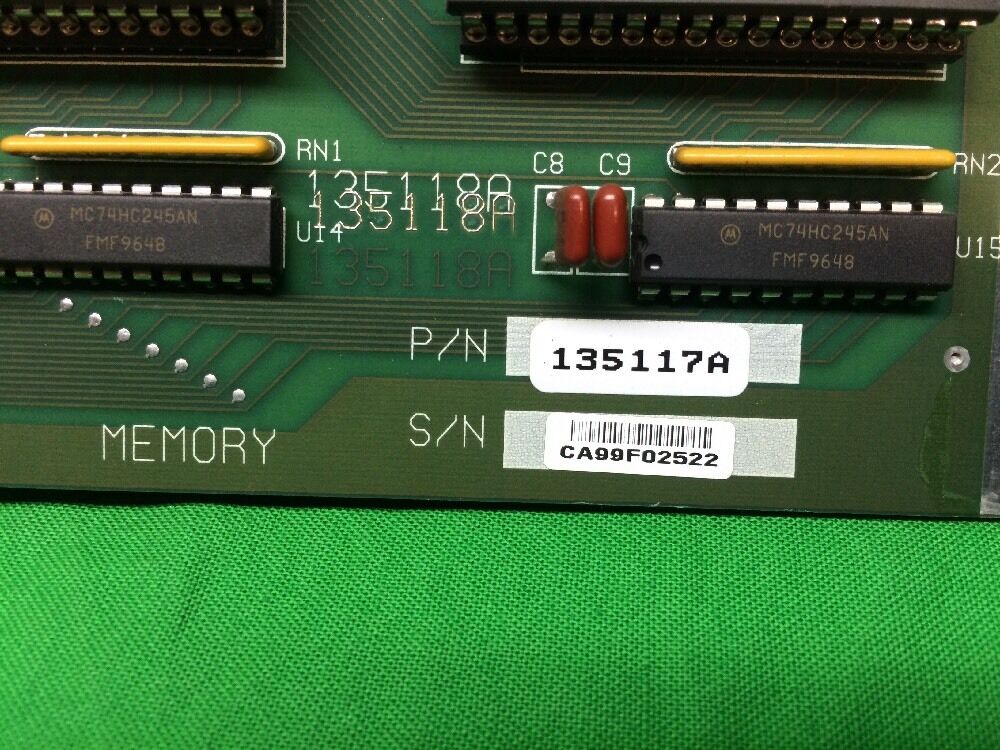 RN1
C8 C9
RN2
135118A
135118A
135118A
MC74HC245AN
FMF9648
U14
MC74HC245AN
FMF9648
U15
P/N 135117A
S/N CA99F02522
MEMORY